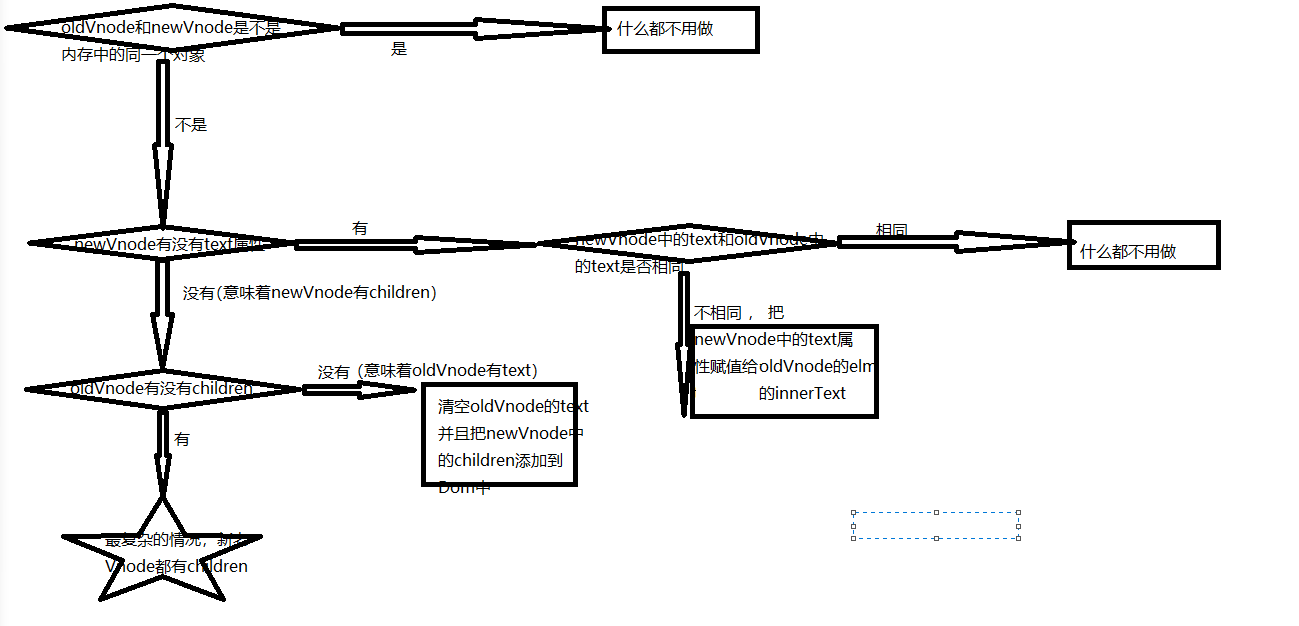 oldVnode和newVnode是不是
内存中的同一个对象
是
什么都不用做
不是
newVnode有没有text属性
有
newVnode中的text和oldVnode中
的text是否相同
相同
什么都不用做
没有(意味着newVnode有children)
不相同， 把
newVnode中的text属
性赋值给oldVnode的elm
的innerText
oldVnode有没有children
没有 (意味着oldVnode有text)
清空oldVnode的text
并且把newVnode中
的children添加到
Dom中
有
最复杂的情况，新老
Vnode都有children